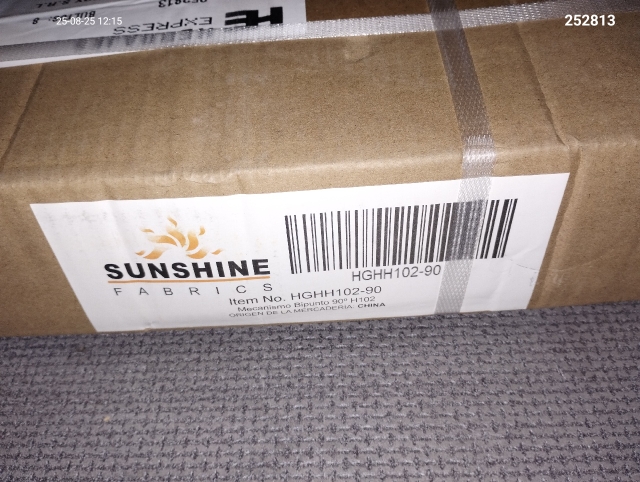 25-08-25 12:15
252813
EXPRESS
SUNSHINE
FABRICS
HGHH102-90
Item No. HGHH102-90
Mecanismo Bipunto 90° H102
ORIGEN DE LA MERCADERIA CHINA